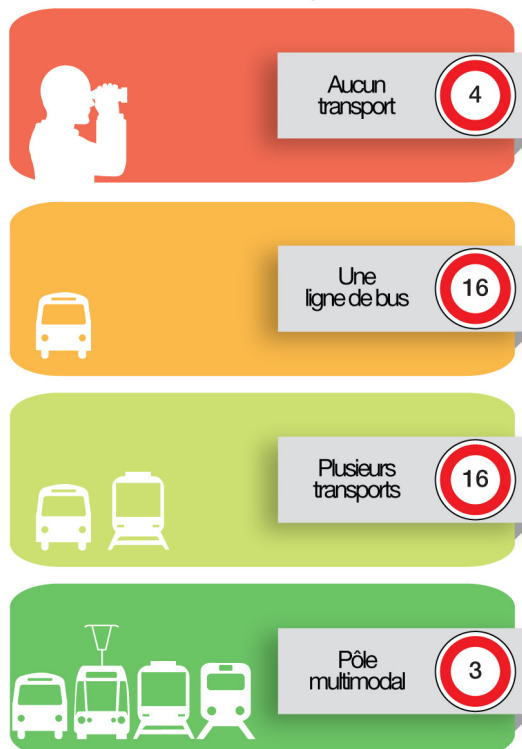 Aucun
transport
4
Une
ligne de bus
16
Plusieurs
transports
16
Pôle
multimodal
3